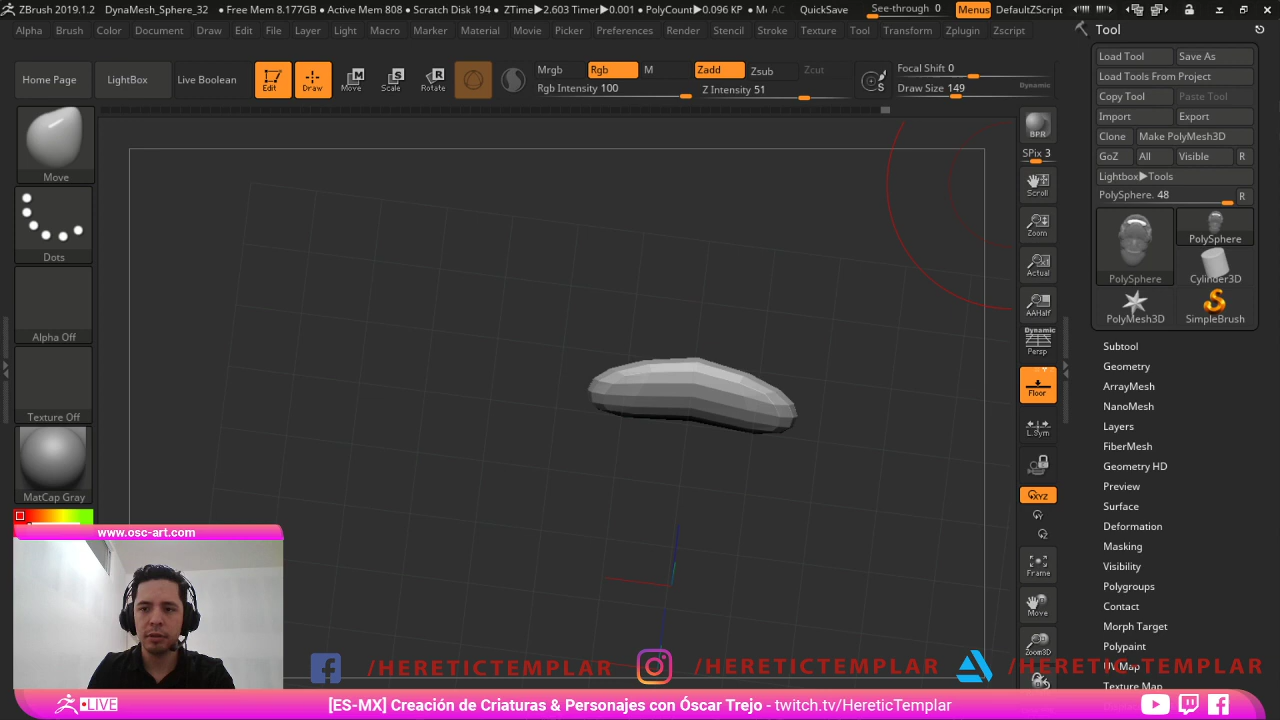 ZBrush 2019.1.2
DynaMesh_Sphere_32
• Free Mem 8.177GB • Active Mem 808 • Scratch Disk 194 • ZTime▶2.603 Timer▶0.001 • PolyCount▶0.096 KP • M
AC
QuickSave
See-through 0
Menus
DefaultZScript
Alpha Brush Color Document Draw Edit File Layer Light Macro Marker Material Movie Picker Preferences Render Stencil Stroke Texture Tool Transform Zplugin Zscript
Home Page
LightBox
Live Boolean
Edit
Draw
Move
Scale
Rotate
Mrgb
Rgb
M
Rgb Intensity 100
Zadd
Zsub
Zcut
Z Intensity 51
Focal Shift 0
Draw Size 149
Dynamic
Move
Dots
Alpha Off
Texture Off
MatCap Gray
BPR
SPix 3
Scroll
Zoom
Actual
AAHalf
Dynamic
Persp
Floor
L.Sym
XYZ
Frame
Move
Zoom3D
Tool
Load Tool
Save As
Load Tools From Project
Copy Tool
Paste Tool
Import
Export
Clone
Make PolyMesh3D
GoZ
All
Visible
R
Lightbox▶Tools
PolySphere. 48
R
PolySphere
PolySphere
Cylinder3D
PolyMesh3D
SimpleBrush
Subtool
Geometry
ArrayMesh
NanoMesh
Layers
FiberMesh
Geometry HD
Preview
Surface
Deformation
Masking
Visibility
Polygroups
Contact
Morph Target
Polypaint
UV Map
Texture Map
www.osc-art.com
/HERETICTEMPLAR
/HERETICTEMPLAR
/HERETICTEMPLAR
LIVE
[ES-MX] Creación de Criaturas & Personajes con Óscar Trejo - twitch.tv/HereticTemplar